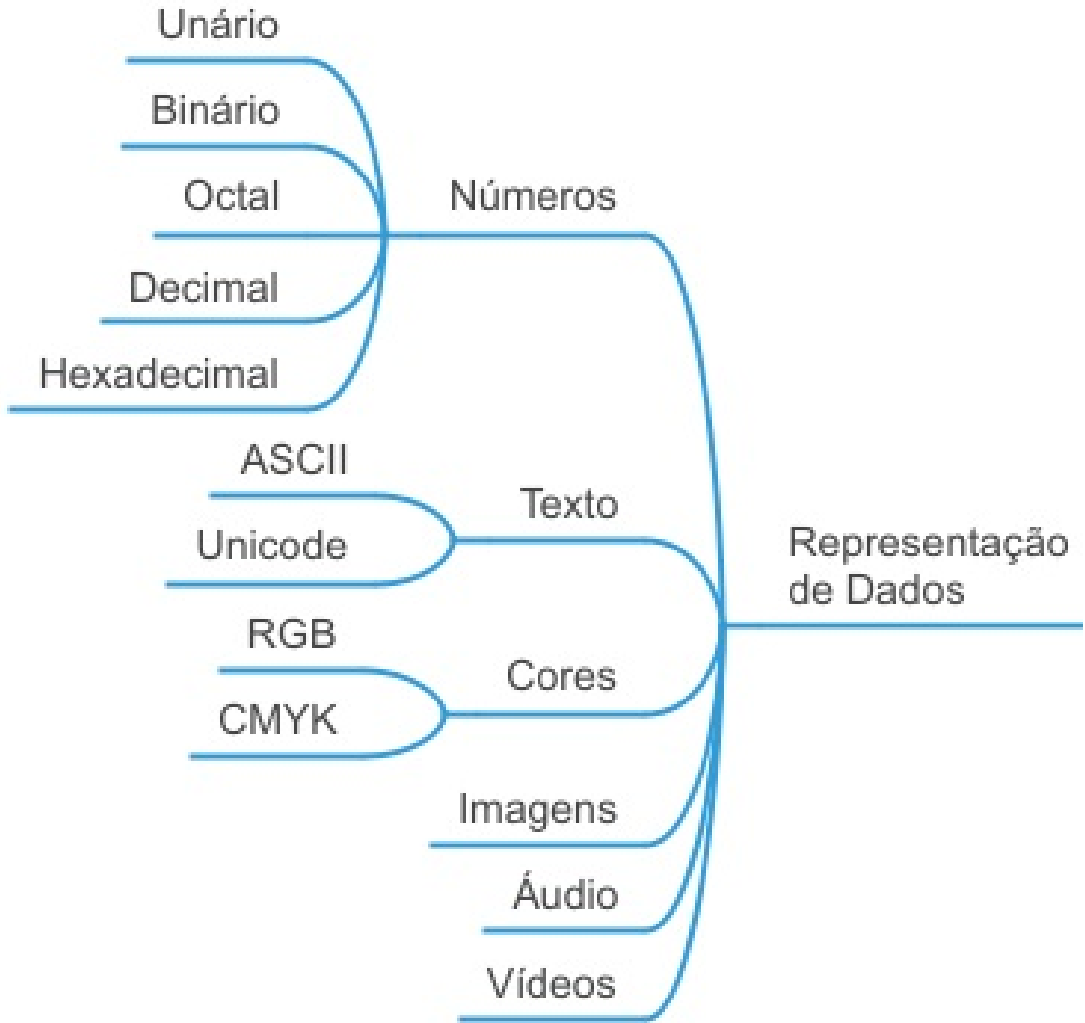 Unário
Binário
Octal
Números
Decimal
Hexadecimal
ASCII
Texto
Unicode
Representação
de Dados
RGB
Cores
CMYK
Imagens
Áudio
Vídeos